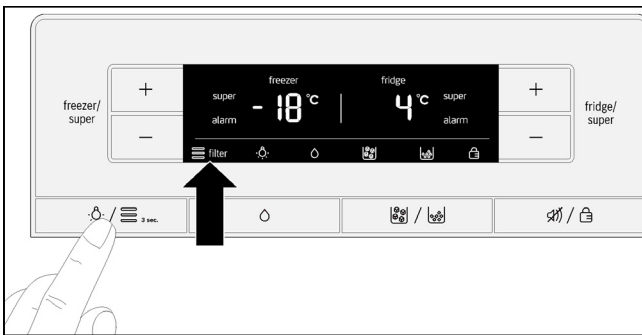 freezer/
super
+
−
freezer
super
alarm
- 18 °C
fridge
4 °C
super
alarm
filter
+
−
fridge/
super
/ 3 sec.
/
/